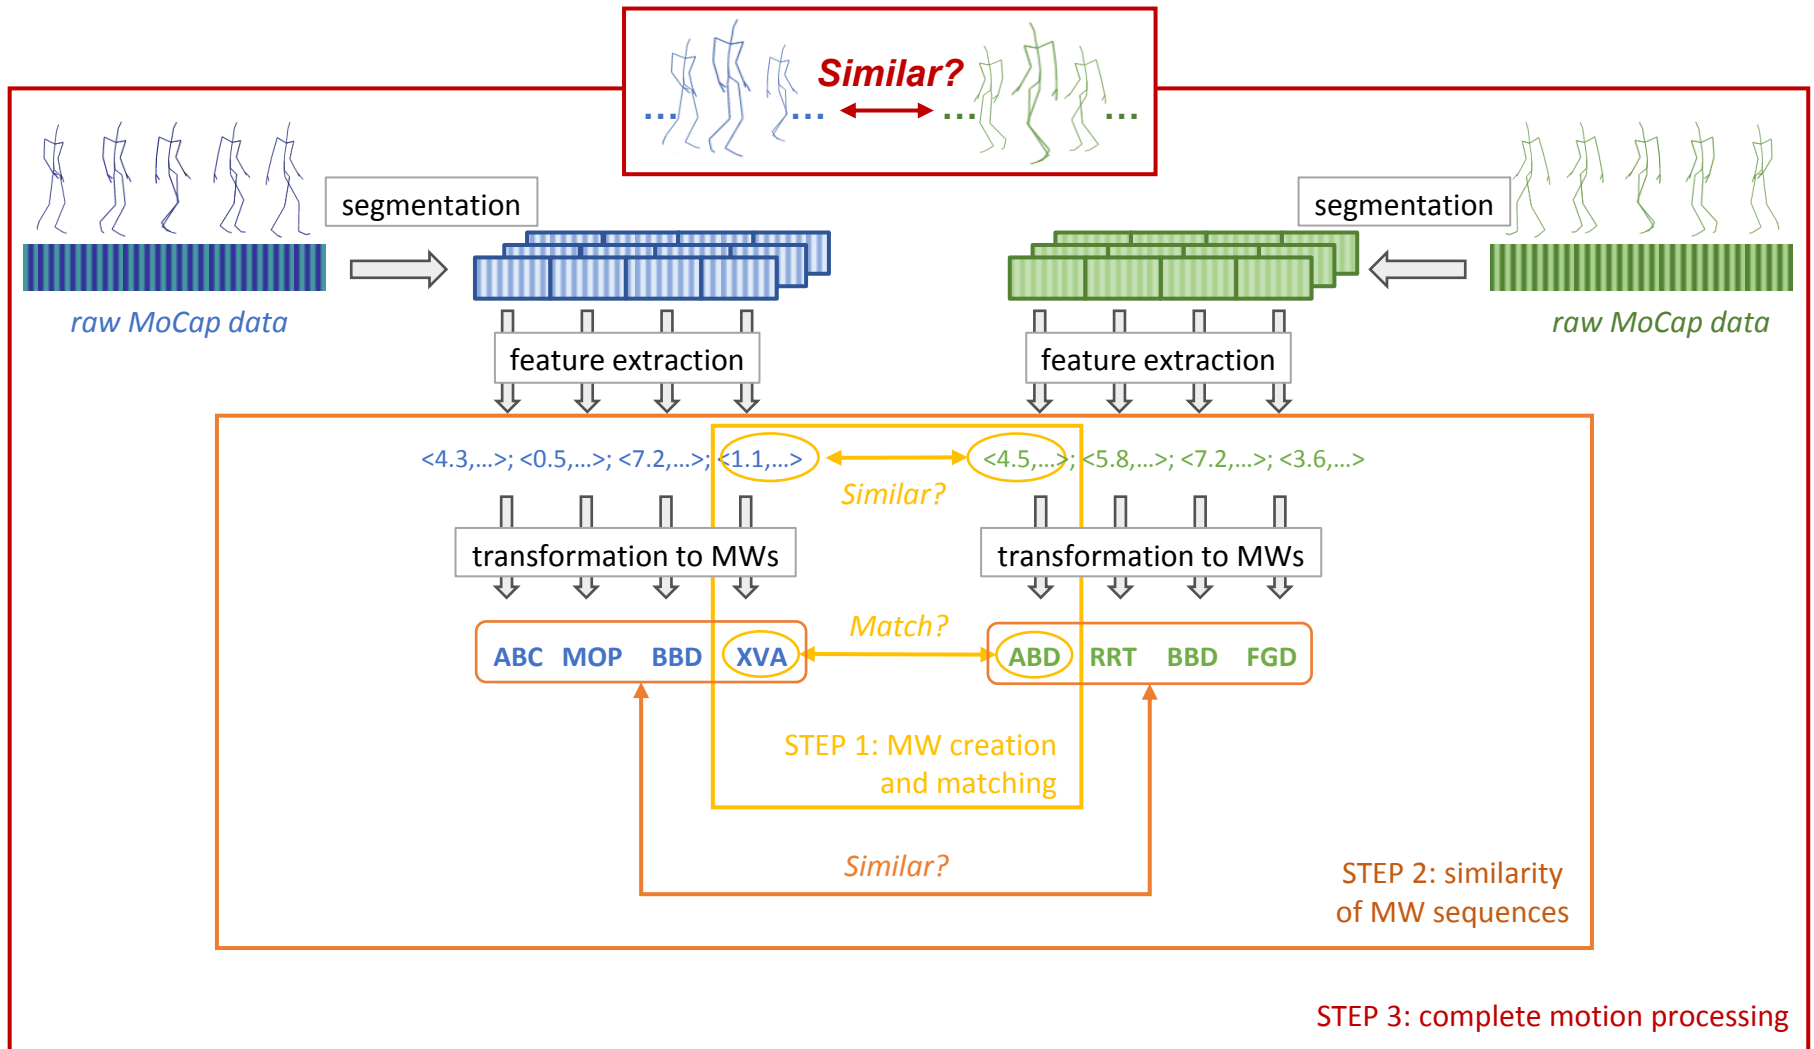 Similar?
... ... ... ...
segmentation
segmentation
raw MoCap data
raw MoCap data
feature extraction
feature extraction
<4.3,...>; <0.5,...>; <7.2,...>; <1.1,...>
<4.5,...>; <5.8,...>; <7.2,...>; <3.6,...>
Similar?
transformation to MWs
transformation to MWs
Match?
ABC MOP BBD XVA
ABD RRT BBD FGD
STEP 1: MW creation
and matching
Similar?
STEP 2: similarity
of MW sequences
STEP 3: complete motion processing